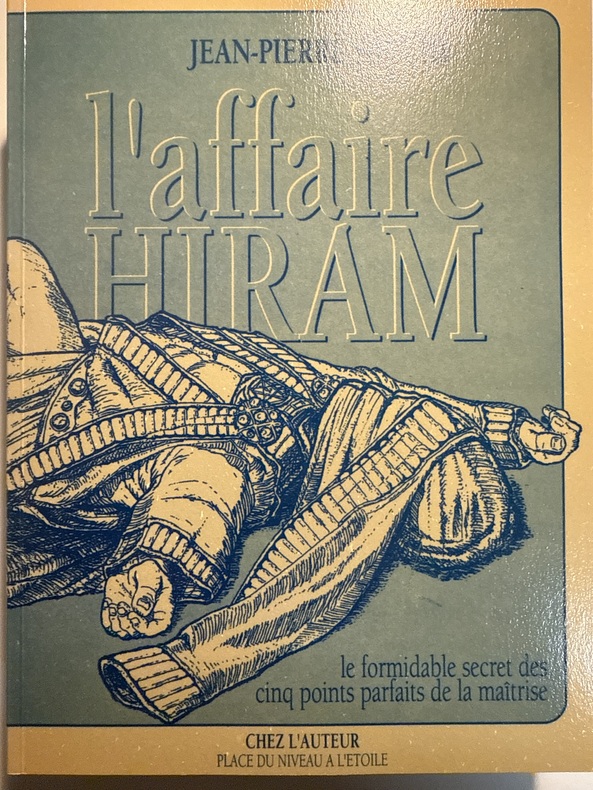 JEAN-PIERRE
l'affaire
HIRAM
le formidable secret des
cinq points parfaits de la maîtrise
CHEZ L'AUTEUR
PLACE DU NIVEAU A L'ETOILE